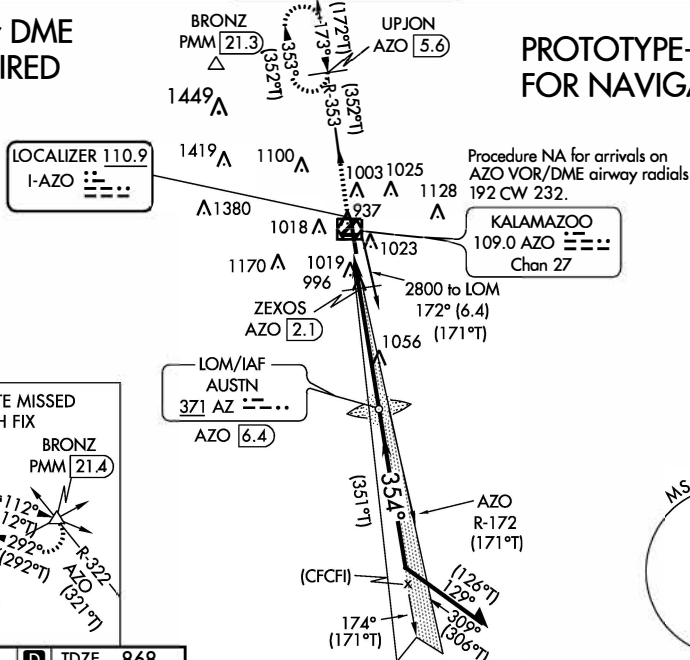 DME
IRED
PROTOTYPE-
FOR NAVIGA
BRONZ
PMM 21.3
UPJON
AZO 5.6
(172°T)
173°
353°
(352°T)
R-353
(352°T)
1449
1419
1100
1003
1025
1128
1380
1018
937
1023
1170
1019
996
1056
LOCALIZER 110.9
I-AZO
Procedure NA for arrivals on
AZO VOR/DME airway radials
192 CW 232.
KALAMAZOO
109.0 AZO
Chan 27
2800 to LOM
172° (6.4)
(171°T)
ZEXOS
AZO 2.1
LOM/IAF
AUSTN
371 AZ
AZO 6.4
TE MISSED
H FIX
BRONZ
PMM 21.4
112°
12°T)
292°
(292°T)
R-322
AZO
(321°T)
(351°T)
354°
AZO
R-172
(171°T)
(CFCFI)
174°
(171°T)
(126°T)
129°
309°
(306°T)
MS
D TDZE 868